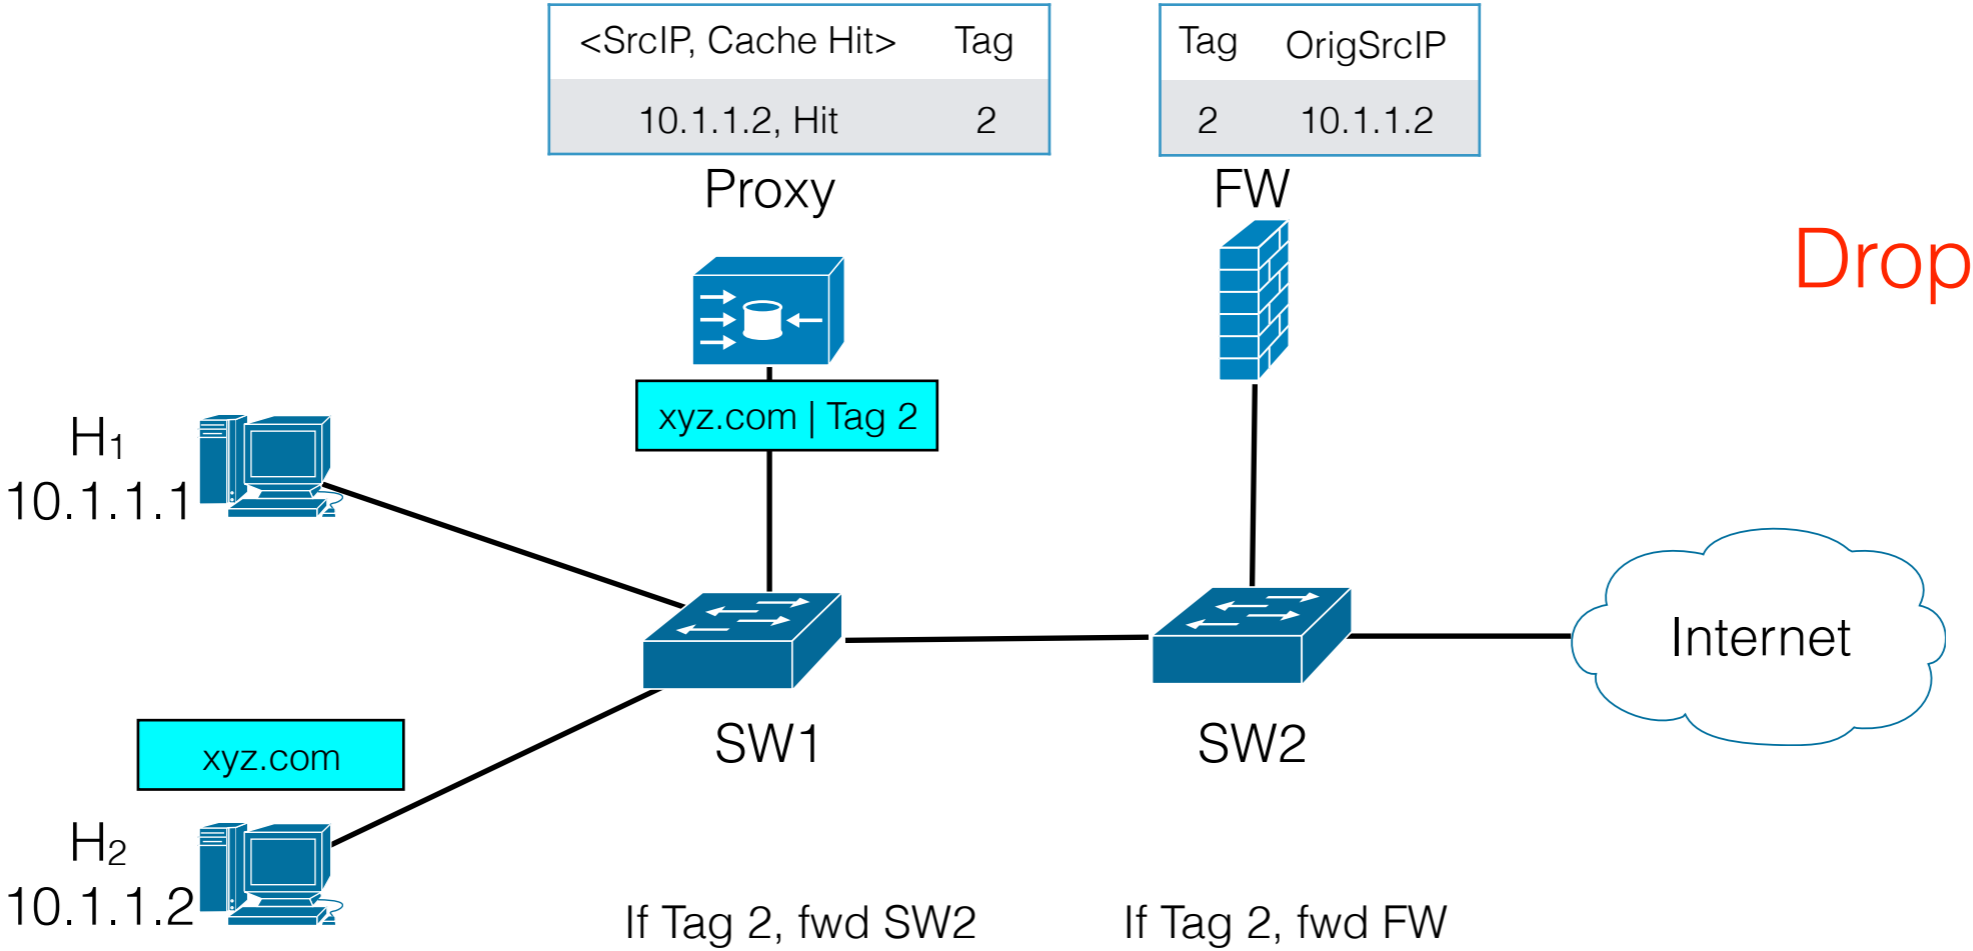 <SrcIP, Cache Hit> Tag
10.1.1.2, Hit 2
Tag OrigSrcIP
2 10.1.1.2
Proxy
FW
Drop
xyz.com | Tag 2
H₁
10.1.1.1
Internet
SW1
SW2
xyz.com
H₂
10.1.1.2
If Tag 2, fwd SW2
If Tag 2, fwd FW